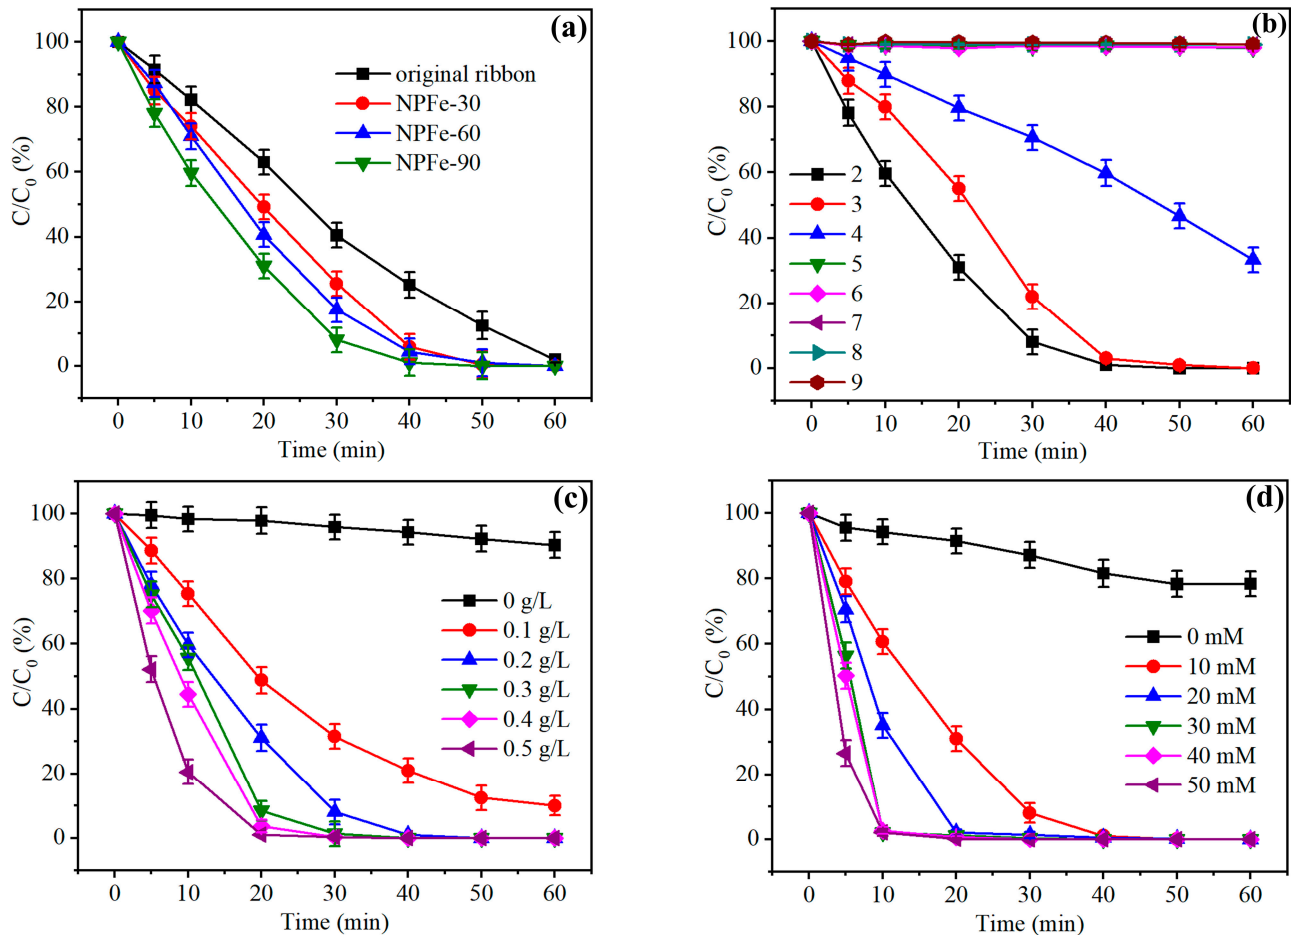 (a)
100
80
60
40
20
0
C/C0 (%)
original ribbon
NPFe-30
NPFe-60
NPFe-90
0 10 20 30 40 50 60
Time (min)
(b)
100
80
60
40
20
0
C/C0 (%)
2
3
4
5
6
7
8
9
0 10 20 30 40 50 60
Time (min)
(c)
100
80
60
40
20
0
C/C0 (%)
0 g/L
0.1 g/L
0.2 g/L
0.3 g/L
0.4 g/L
0.5 g/L
0 10 20 30 40 50 60
Time (min)
(d)
100
80
60
40
20
0
C/C0 (%)
0 mM
10 mM
20 mM
30 mM
40 mM
50 mM
0 10 20 30 40 50 60
Time (min)